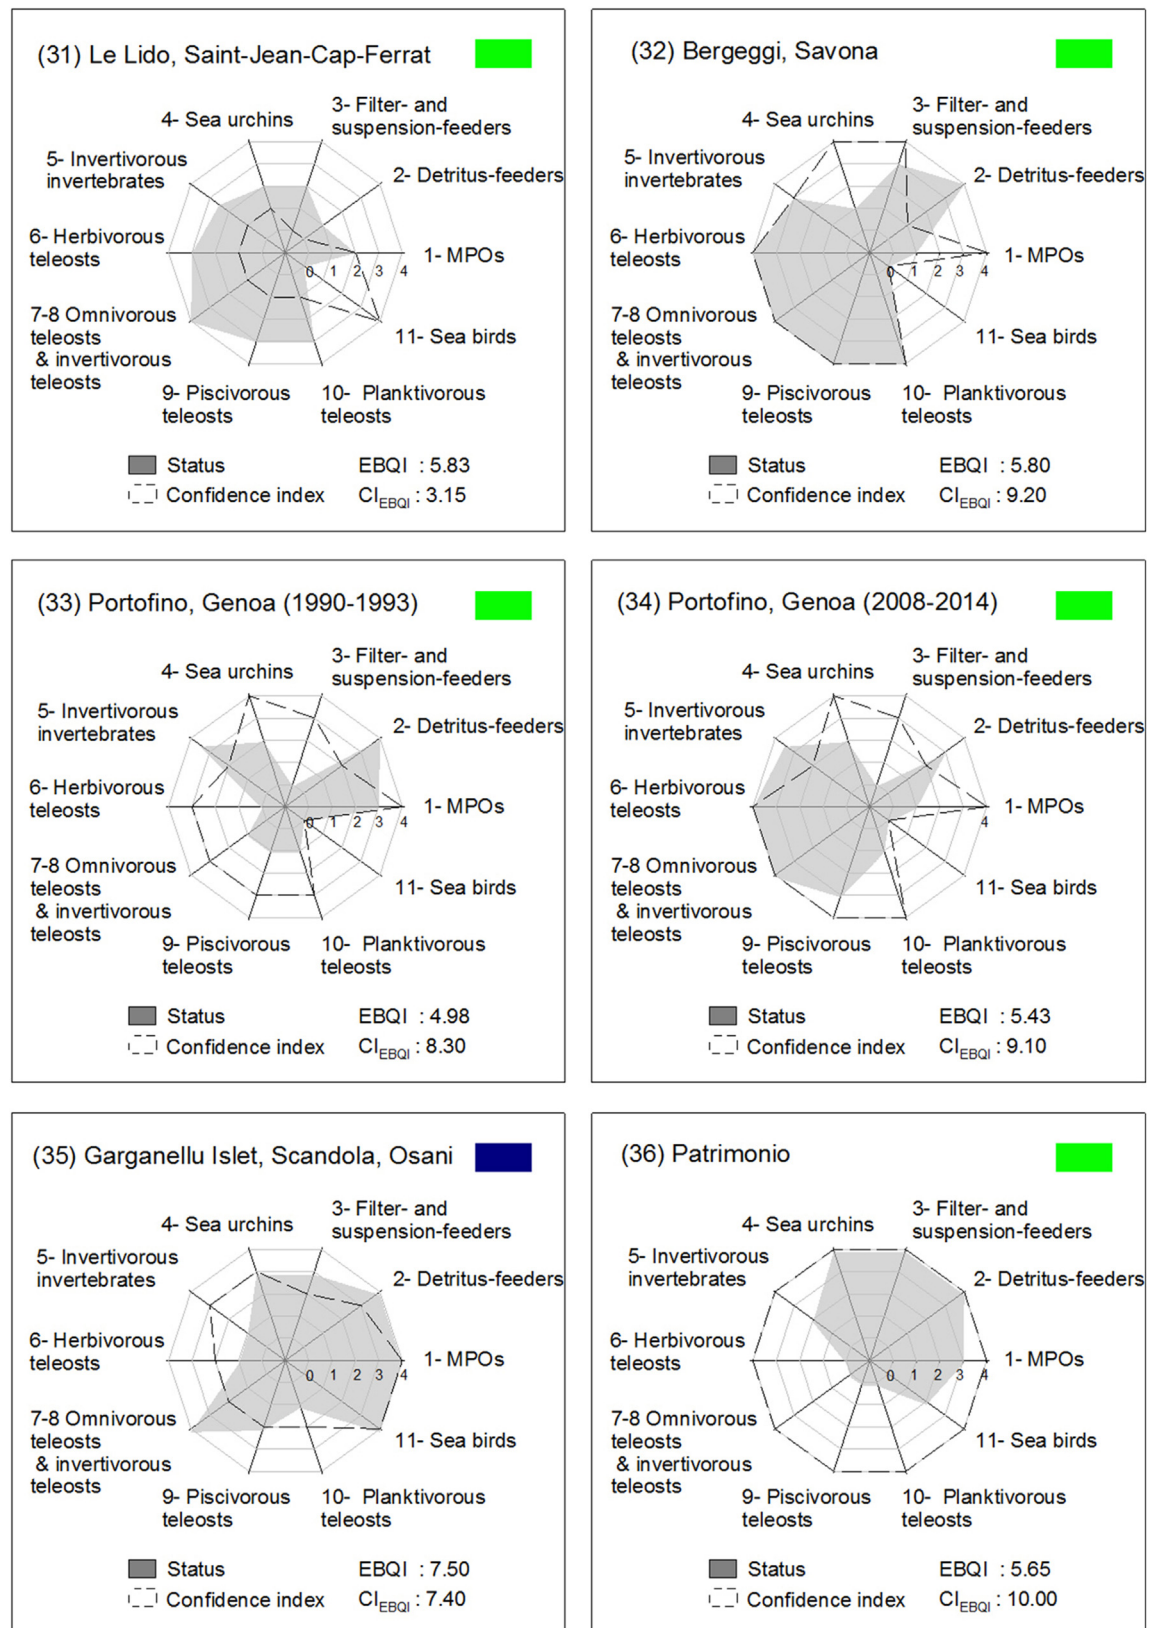 (31) Le Lido, Saint-Jean-Cap-Ferrat
4- Sea urchins
3- Filter- and
suspension-feeders
5- Invertivorous
invertebrates
2- Detritus-feeders
6- Herbivorous
teleosts
1- MPOs
0 1 2 3 4
7-8 Omnivorous
teleosts
& invertivorous
teleosts
11- Sea birds
9- Piscivorous
teleosts
10- Planktivorous
teleosts
Status
EBQI : 5.83
Confidence index
CIEBQI : 3.15
(32) Bergeggi, Savona
4- Sea urchins
3- Filter- and
suspension-feeders
5- Invertivorous
invertebrates
2- Detritus-feeders
6- Herbivorous
teleosts
1- MPOs
0 1 2 3 4
7-8 Omnivorous
teleosts
& invertivorous
teleosts
11- Sea birds
9- Piscivorous
teleosts
10- Planktivorous
teleosts
Status
EBQI : 5.80
Confidence index
CIEBQI : 9.20
(33) Portofino, Genoa (1990-1993)
4- Sea urchins
3- Filter- and
suspension-feeders
5- Invertivorous
invertebrates
2- Detritus-feeders
6- Herbivorous
teleosts
1- MPOs
0 1 2 3 4
7-8 Omnivorous
teleosts
& invertivorous
teleosts
11- Sea birds
9- Piscivorous
teleosts
10- Planktivorous
teleosts
Status
EBQI : 4.98
Confidence index
CIEBQI : 8.30
(34) Portofino, Genoa (2008-2014)
4- Sea urchins
3- Filter- and
suspension-feeders
5- Invertivorous
invertebrates
2- Detritus-feeders
6- Herbivorous
teleosts
1- MPOs
4
7-8 Omnivorous
teleosts
& invertivorous
teleosts
11- Sea birds
9- Piscivorous
teleosts
10- Planktivorous
teleosts
Status
EBQI : 5.43
Confidence index
CIEBQI : 9.10
(35) Garganellu Islet, Scandola, Osani
4- Sea urchins
3- Filter- and
suspension-feeders
5- Invertivorous
invertebrates
2- Detritus-feeders
6- Herbivorous
teleosts
1- MPOs
0 1 2 3 4
7-8 Omnivorous
teleosts
& invertivorous
teleosts
11- Sea birds
9- Piscivorous
teleosts
10- Planktivorous
teleosts
Status
EBQI : 7.50
Confidence index
CIEBQI : 7.40
(36) Patrimonio
4- Sea urchins
3- Filter- and
suspension-feeders
5- Invertivorous
invertebrates
2- Detritus-feeders
6- Herbivorous
teleosts
1- MPOs
0 1 2 3 4
7-8 Omnivorous
teleosts
& invertivorous
teleosts
11- Sea birds
9- Piscivorous
teleosts
10- Planktivorous
teleosts
Status
EBQI : 5.65
Confidence index
CIEBQI : 10.00